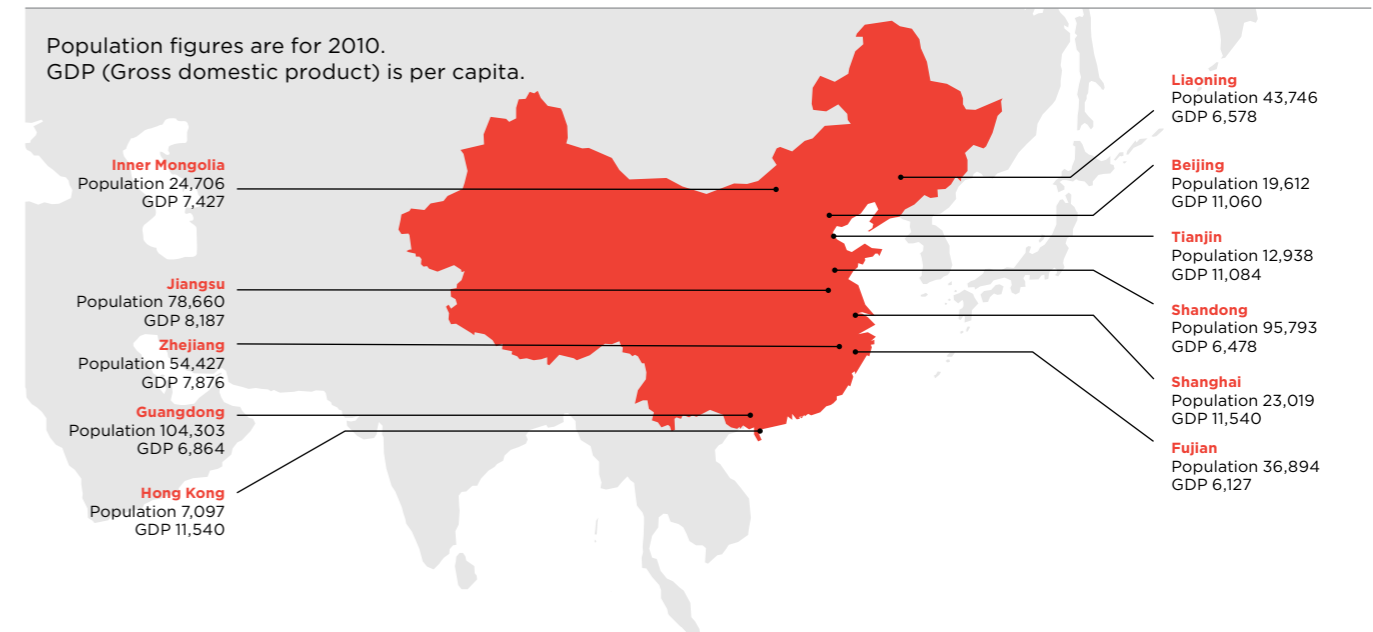 Population figures are for 2010.
GDP (Gross domestic product) is per capita.
Inner Mongolia
Population 24,706
GDP 7,427
Jiangsu
Population 78,660
GDP 8,187
Zhejiang
Population 54,427
GDP 7,876
Guangdong
Population 104,303
GDP 6,864
Hong Kong
Population 7,097
GDP 11,540
Liaoning
Population 43,746
GDP 6,578
Beijing
Population 19,612
GDP 11,060
Tianjin
Population 12,938
GDP 11,084
Shandong
Population 95,793
GDP 6,478
Shanghai
Population 23,019
GDP 11,540
Fujian
Population 36,894
GDP 6,127